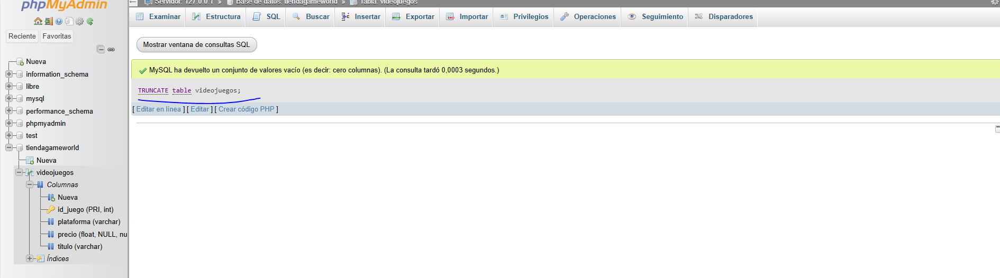 phpMyAdmin
Reciente Favoritas
Nueva
information_schema
libre
mysql
performance_schema
phpmyadmin
test
tiendagameworld
Nueva
videojuegos
Columnas
Nueva
id_juego (PRI, int)
plataforma (varchar)
precio (float, NULL, nu
titulo (varchar)
Índices
Servidor: 127.0.0.1 » Base de datos: tiendagameworld » Tabla: videojuegos
Examinar Estructura SQL Buscar Insertar Exportar Importar Privilegios Operaciones Seguimiento Disparadores
Mostrar ventana de consultas SQL
MySQL ha devuelto un conjunto de valores vacío (es decir: cero columnas). (La consulta tardó 0,0003 segundos.)
TRUNCATE table videojuegos;
[ Editar en línea ] [ Editar ] [ Crear código PHP ]